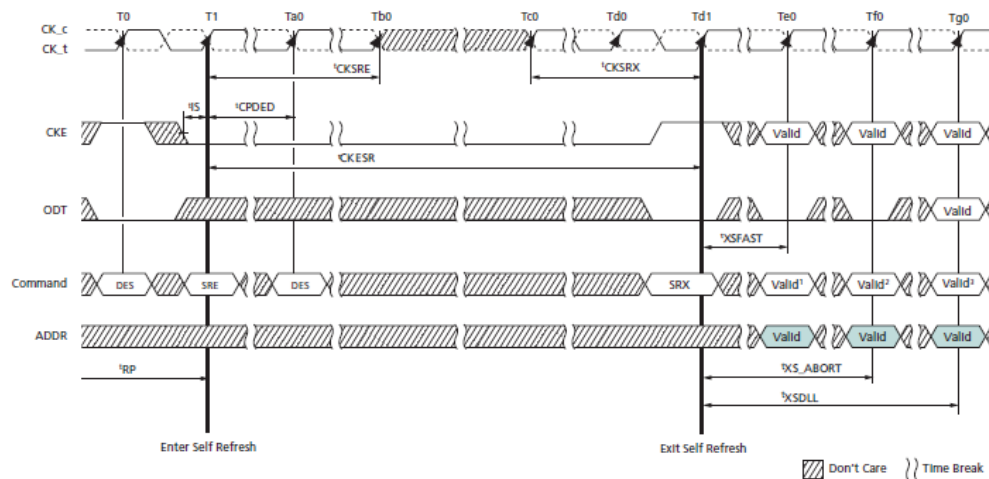 T0 T1 Ta0 Tb0 Tc0 Td0 Td1 Te0 Tf0 Tg0
CK_c
CK_t
tCKSRE tCKSRX
tIS tCPDED
CKE Valid Valid Valid
tCKESR
ODT Valid
tXSFAST
Command DES SRE DES SRX Valid¹ Valid² Valid³
ADDR Valid Valid Valid
tRP tXS_ABORT
tXSDLL
Enter Self Refresh Exit Self Refresh
Don't Care Time Break